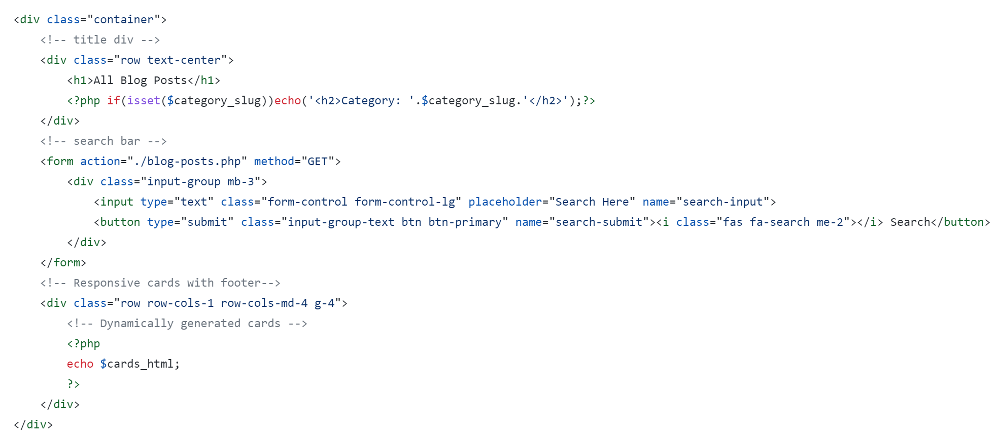 <div class="container">
    <!-- title div -->
    <div class="row text-center">
        <h1>All Blog Posts</h1>
        <?php if(isset($category_slug))echo('<h2>Category: '.$category_slug.'</h2>');?>
    </div>
    <!-- search bar -->
    <form action="./blog-posts.php" method="GET">
        <div class="input-group mb-3">
            <input type="text" class="form-control form-control-lg" placeholder="Search Here" name="search-input">
            <button type="submit" class="input-group-text btn btn-primary" name="search-submit"><i class="fas fa-search me-2"></i> Search</button>
        </div>
    </form>
    <!-- Responsive cards with footer-->
    <div class="row row-cols-1 row-cols-md-4 g-4">
        <!-- Dynamically generated cards -->
        <?php
        echo $cards_html;
        ?>
    </div>
</div>